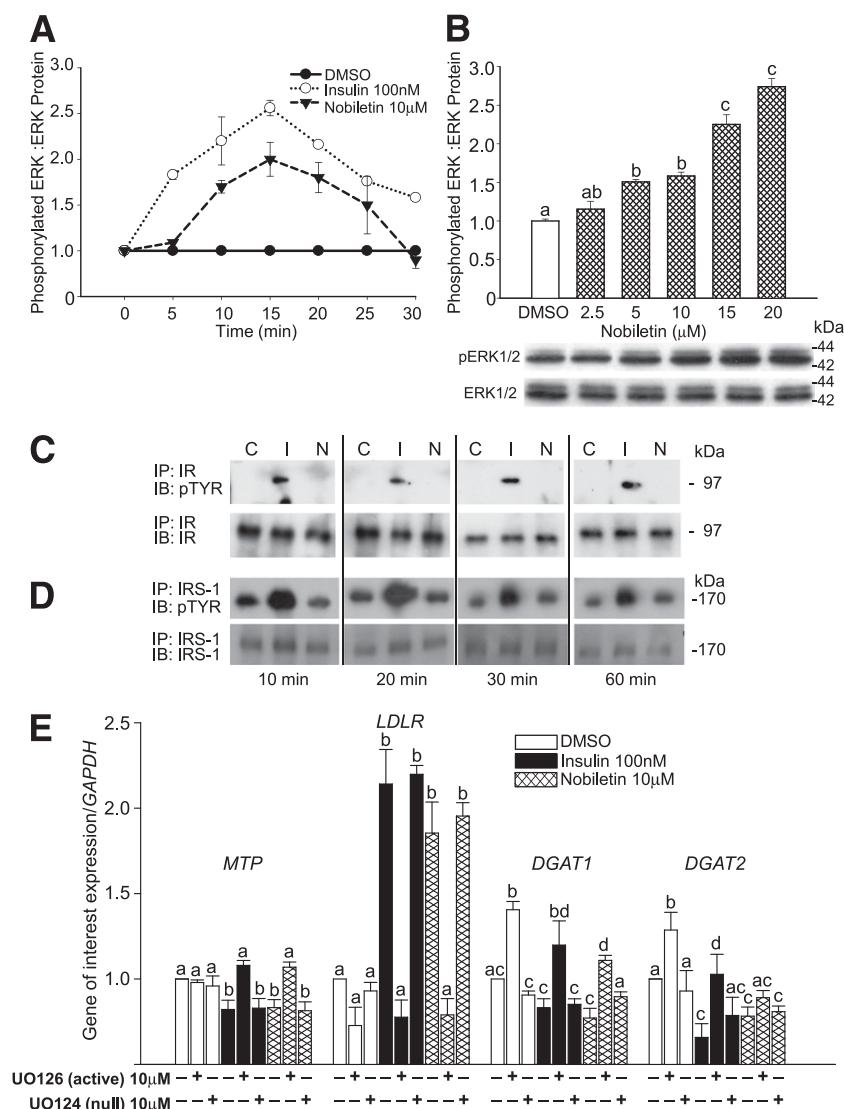 A
Phosphorylated ERK :ERK Protein
3.0
2.5
2.0
1.5
1.0
0
0 5 10 15 20 25 30
Time (min)
DMSO
Insulin 100nM
Nobiletin 10μM
B
Phosphorylated ERK :ERK Protein
3.0
2.5
2.0
1.5
1.0
0.5
0
a ab b b c c
DMSO 2.5 5 10 15 20
Nobiletin (μM)
kDa
pERK1/2
-44
-42
ERK1/2
-44
-42
C
C I N C I N C I N C I N
kDa
IP: IR
IB: pTYR
- 97
IP: IR
IB: IR
- 97
D
kDa
IP: IRS-1
IB: pTYR
-170
IP: IRS-1
IB: IRS-1
-170
10 min 20 min 30 min 60 min
E
Gene of interest expression/GAPDH
2.5
2.0
1.5
1.0
DMSO
Insulin 100nM
Nobiletin 10μM
MTP
a a a b a b b a b
LDLR
a a a b a b b a b
DGAT1
ac b c c bd c c d a
DGAT2
a b a c d ac c ac c
UO126 (active) 10μM – + – – + – – + – – + – – + – – + – – + – – + – – + – – + – – + – – + –
UO124 (null) 10μM – – + – – + – – + – – + – – + – – + – – + – – + – – + – – + – – + – – +